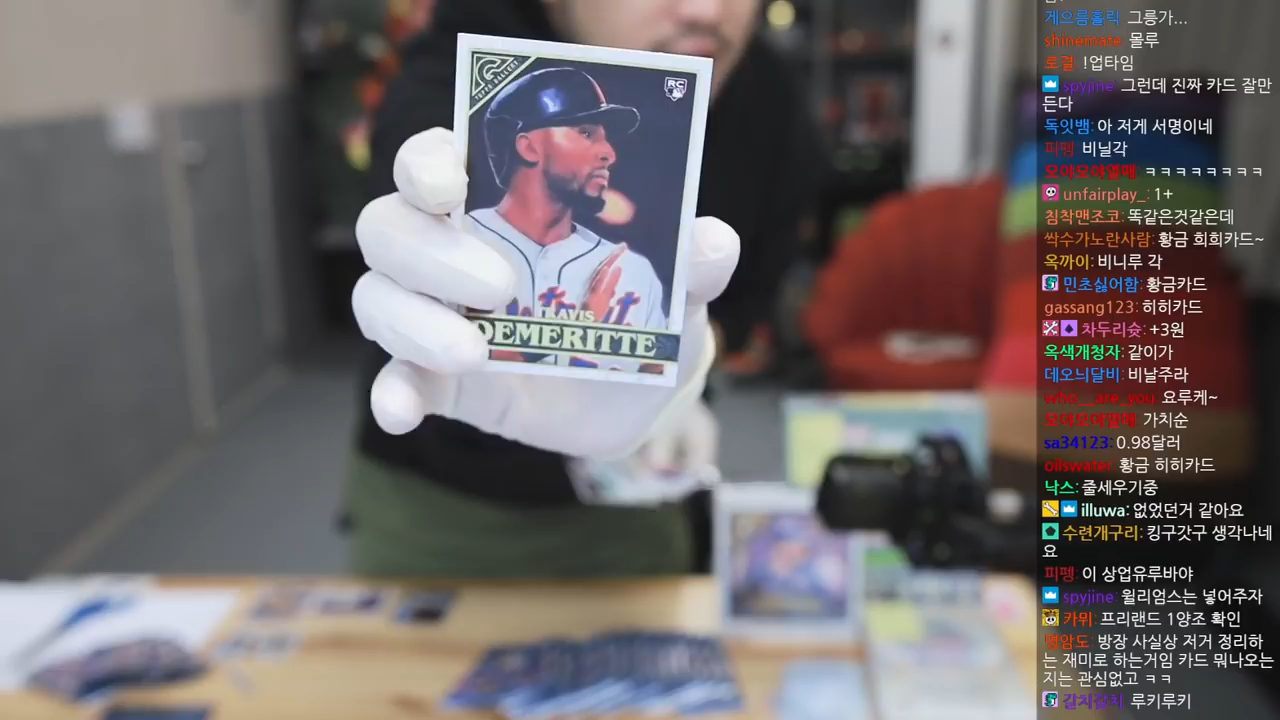 TOPPS GALLERY
RC
TRAVIS
DEMERITTE
게으름홀릭 그릉가...
shinemate 몰루
로결 !업타임
spyjine: 그런데 진짜 카드 잘만
든다
독잇뱀: 아 저게 서명이네
피펭 비닐각
모야모야열매 ㅋㅋㅋㅋㅋㅋㅋㅋ
unfairplay_: 1+
침착맨조코: 똑같은것같은데
싹수가노란사람: 황금 희희카드~
옥까이: 비니루 각
민초싫어함: 황금카드
gassang123: 히히카드
차두리슛: +3원
옥색개청자: 같이가
데오늬달비: 비날주라
who__are_you 요루케~
모야모야열매 가치순
sa34123: 0.98달러
oilswater: 황금 히히카드
낙스: 줄세우기중
illuwa: 없었던거 같아요
수련개구리: 킹구갓구 생각나네
요
피펭: 이 상업유루바야
spyjine: 윌리엄스는 넣어주자
카뮈: 프리랜드 1양조 확인
평암도 방장 사실상 저거 정리하
는 재미로 하는거임 카드 뭐나오는
지는 관심없고 ㅋㅋ
갈치갈치 루키루키